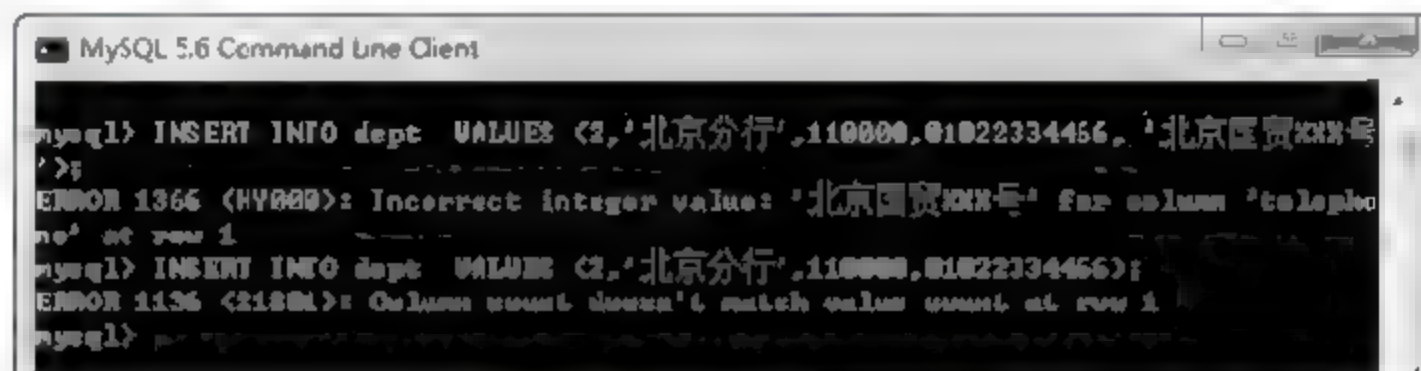 MySQL 5.6 Command Line Client
mysql> INSERT INTO dept  VALUES (2,'北京分行',110000,01022334466, '北京国贸XXX号
');
ERROR 1366 (HY000): Incorrect integer value: '北京国贸XXX号' for column 'telepho
ne' at row 1
mysql> INSERT INTO dept  VALUES (2,'北京分行',110000,01022334466);
ERROR 1136 (21S01): Column count doesn't match value count at row 1
mysql>